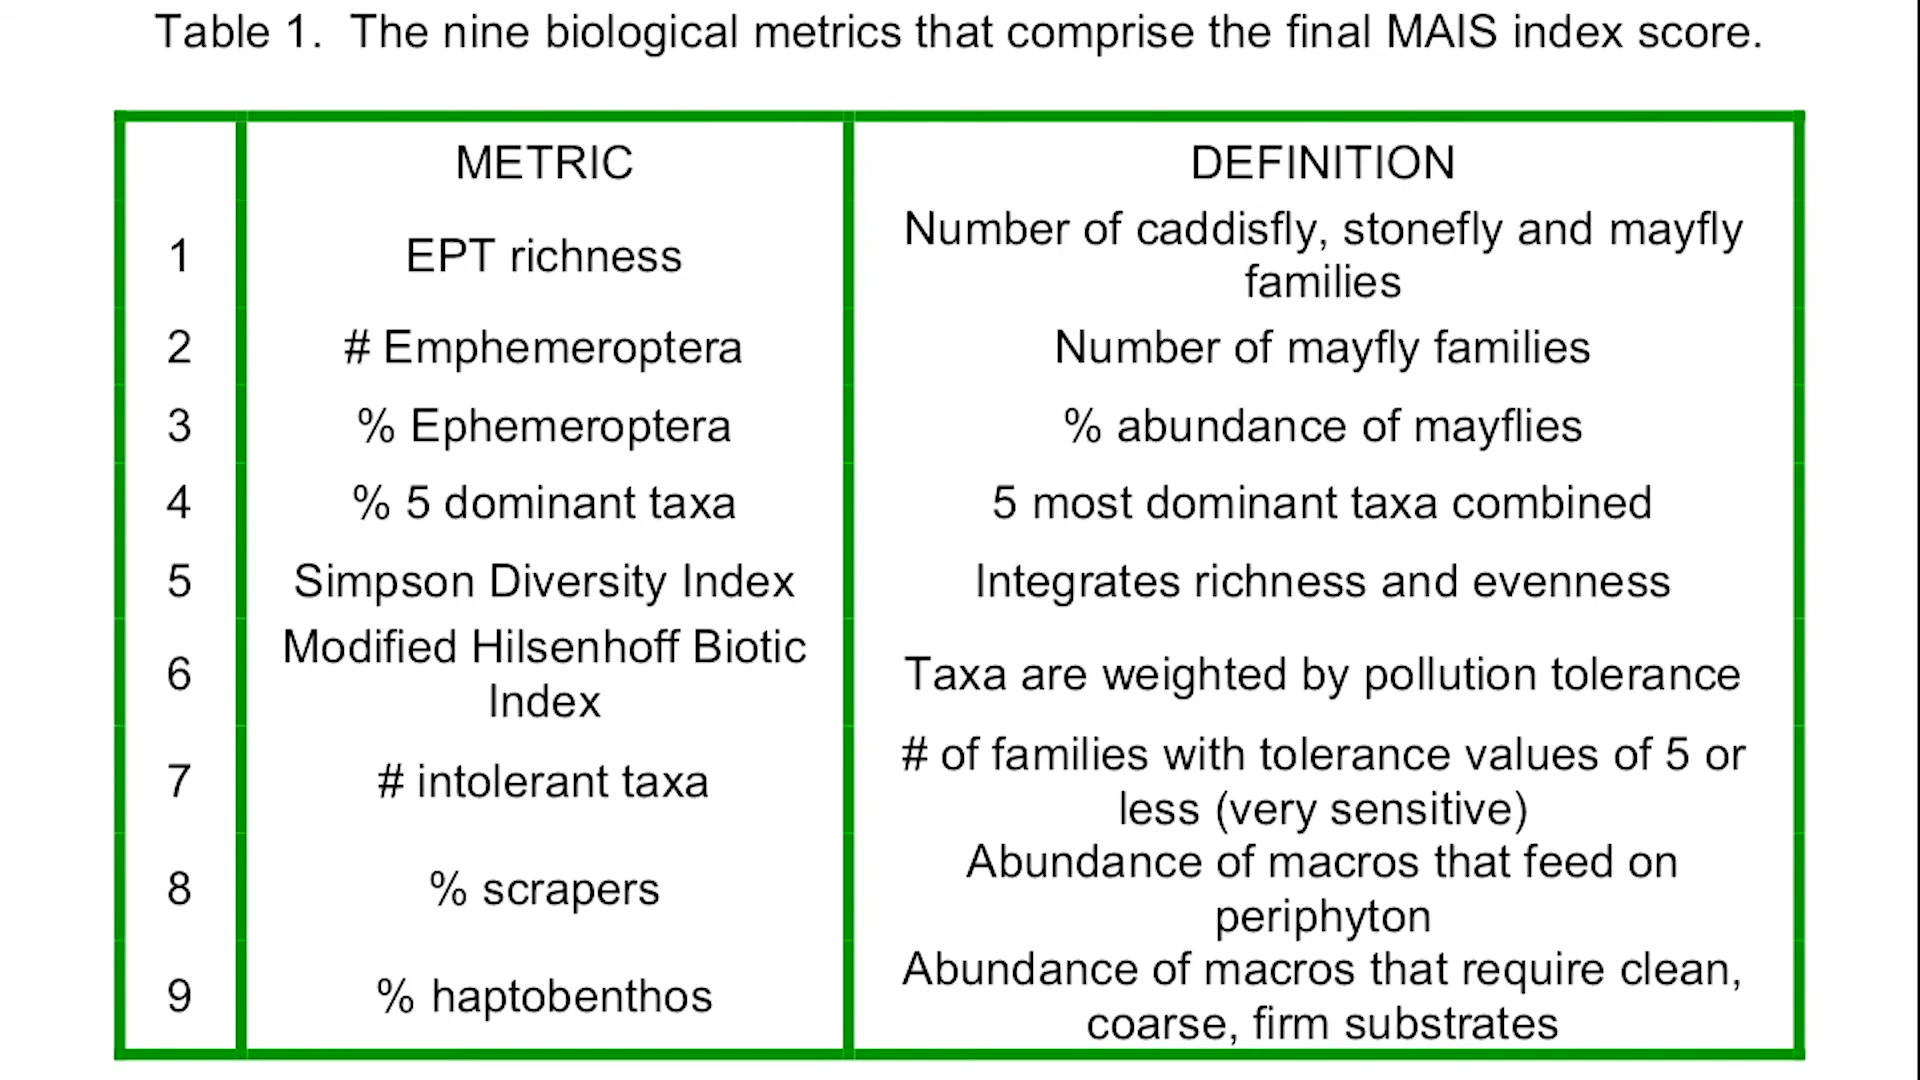 Table 1. The nine biological metrics that comprise the final MAIS index score.
METRIC DEFINITION
1 EPT richness Number of caddisfly, stonefly and mayfly
families
2 # Emphemeroptera Number of mayfly families
3 % Ephemeroptera % abundance of mayflies
4 % 5 dominant taxa 5 most dominant taxa combined
5 Simpson Diversity Index Integrates richness and evenness
6 Modified Hilsenhoff Biotic
Index Taxa are weighted by pollution tolerance
7 # intolerant taxa # of families with tolerance values of 5 or
less (very sensitive)
8 % scrapers Abundance of macros that feed on
periphyton
9 % haptobenthos Abundance of macros that require clean,
coarse, firm substrates